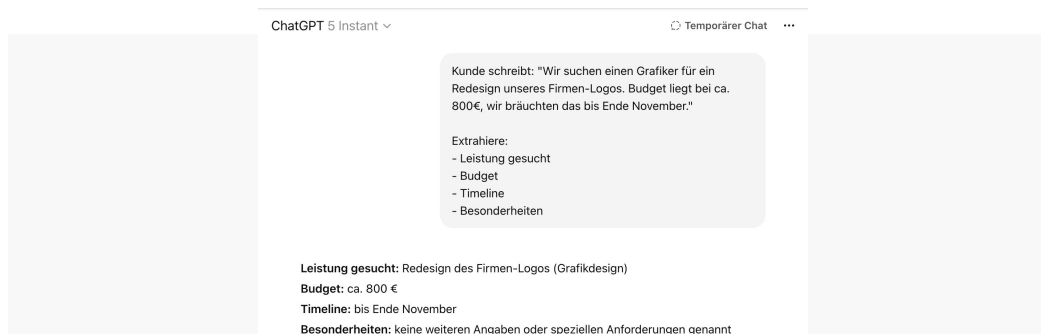 ChatGPT 5 Instant
Temporärer Chat
Kunde schreibt: "Wir suchen einen Grafiker für ein
Redesign unseres Firmen-Logos. Budget liegt bei ca.
800€, wir bräuchten das bis Ende November."
Extrahiere:
- Leistung gesucht
- Budget
- Timeline
- Besonderheiten
Leistung gesucht: Redesign des Firmen-Logos (Grafikdesign)
Budget: ca. 800 €
Timeline: bis Ende November
Besonderheiten: keine weiteren Angaben oder speziellen Anforderungen genannt